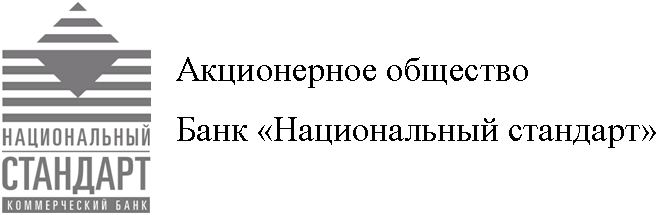 НАЦИОНАЛЬНЫЙ
СТАНДАРТ
КОММЕРЧЕСКИЙ БАНК
Акционерное общество
Банк «Национальный стандарт»